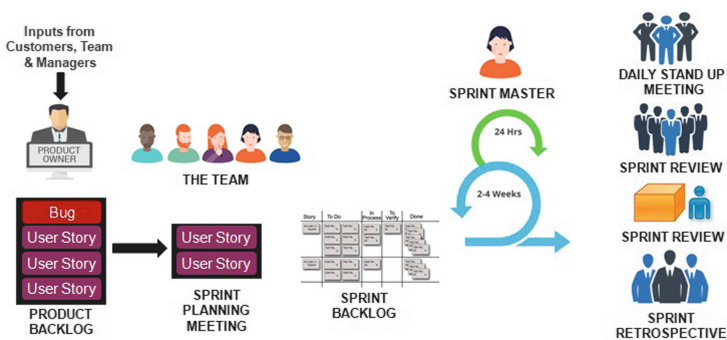 Inputs from
Customers, Team
& Managers
PRODUCT
OWNER
THE TEAM
Bug
User Story
User Story
User Story
PRODUCT
BACKLOG
User Story
User Story
SPRINT
PLANNING
MEETING
Story
To Do
In
Process
To
Verify
Done
SPRINT
BACKLOG
SPRINT MASTER
24 Hrs
2-4 Weeks
DAILY STAND UP
MEETING
SPRINT REVIEW
SPRINT REVIEW
SPRINT
RETROSPECTIVE